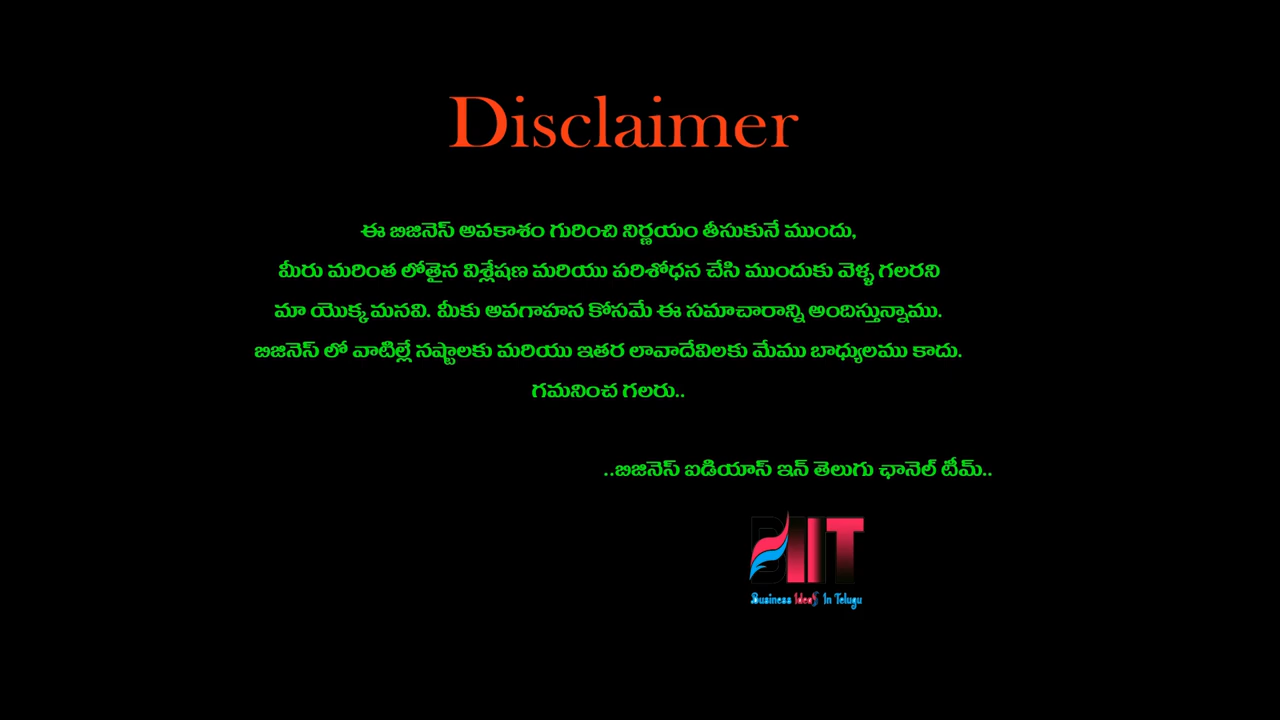 Disclaimer
ఈ బిజినెస్ అవకాశం గురించి నిర్ణయం తీసుకునే ముందు,
మీరు మరింత లోతైన విశ్లేషణ మరియు పరిశోధన చేసి ముందుకు వెళ్ళ గలరని
మా యొక్క మనవి. మీకు అవగాహన కోసమే ఈ సమాచారాన్ని అందిస్తున్నాము.
బిజినెస్ లో వాటిల్లే నష్టాలకు మరియు ఇతర లావాదేవిలకు మేము బాధ్యులము కాదు.
గమనించ గలరు..
..బిజినెస్ ఐడియాస్ ఇన్ తెలుగు ఛానెల్ టీమ్..
BIIT
Business IdeaS In Telugu